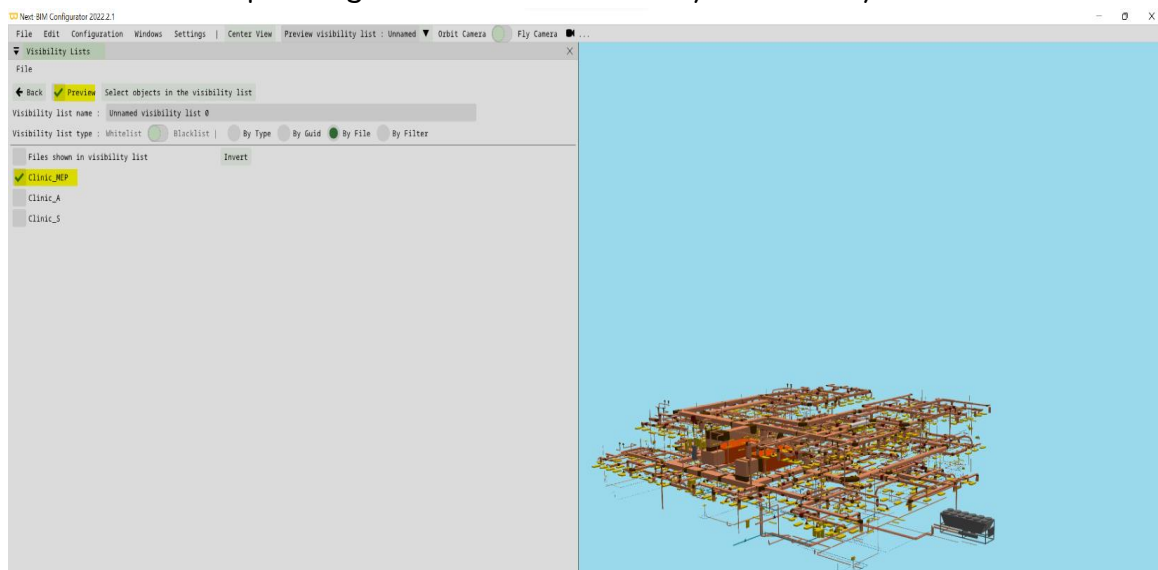 Next-BIM Configurator 2022.2.1
File Edit Configuration Windows Settings | Center View Preview visibility list : Unnamed Orbit Camera Fly Camera ...
Visibility Lists X
File
Back Preview Select objects in the visibility list
Visibility list name : Unnamed visibility list 0
Visibility list type : Whitelist Blacklist | By Type By Guid By File By Filter
Files shown in visibility list Invert
Clinic_MEP
Clinic_A
Clinic_S